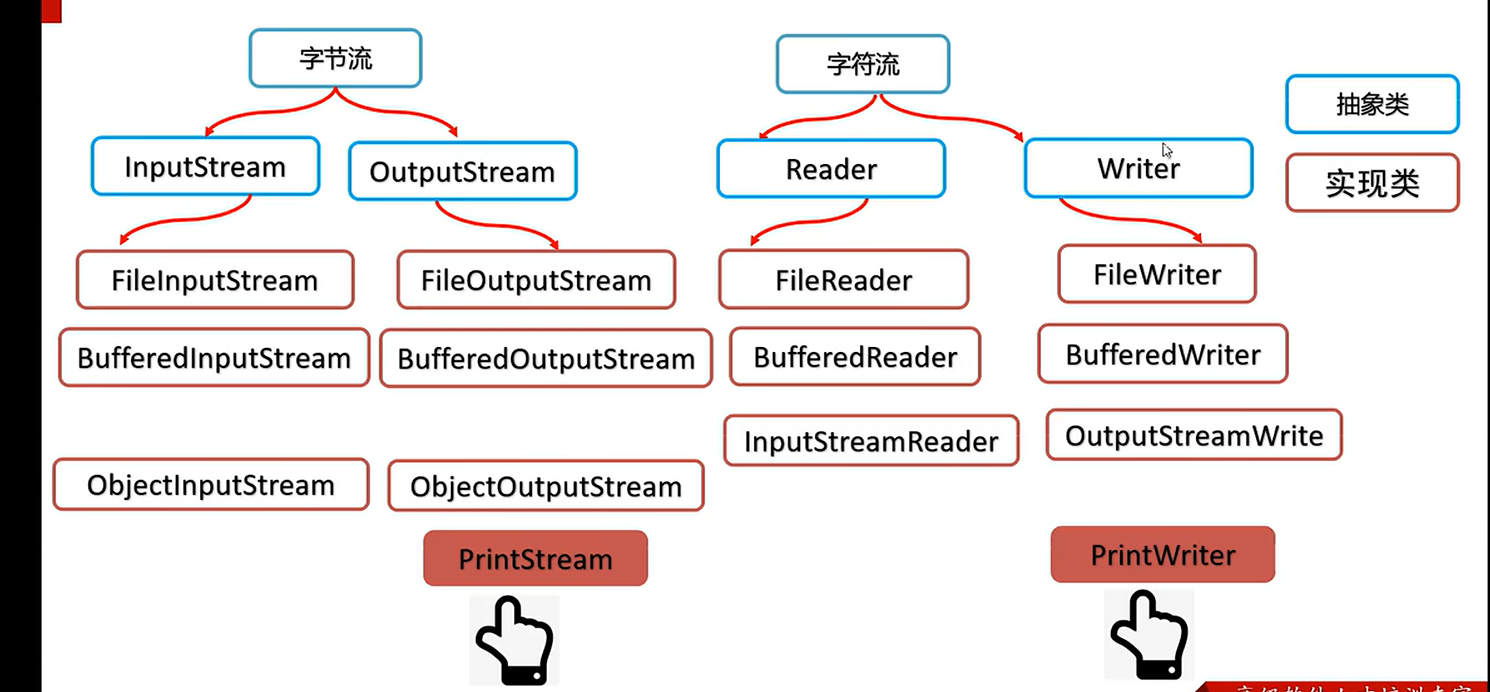 字节流
字符流
抽象类
InputStream
OutputStream
Reader
Writer
实现类
FileInputStream
FileOutputStream
FileReader
FileWriter
BufferedInputStream
BufferedOutputStream
BufferedReader
BufferedWriter
InputStreamReader
OutputStreamWrite
ObjectInputStream
ObjectOutputStream
PrintStream
PrintWriter